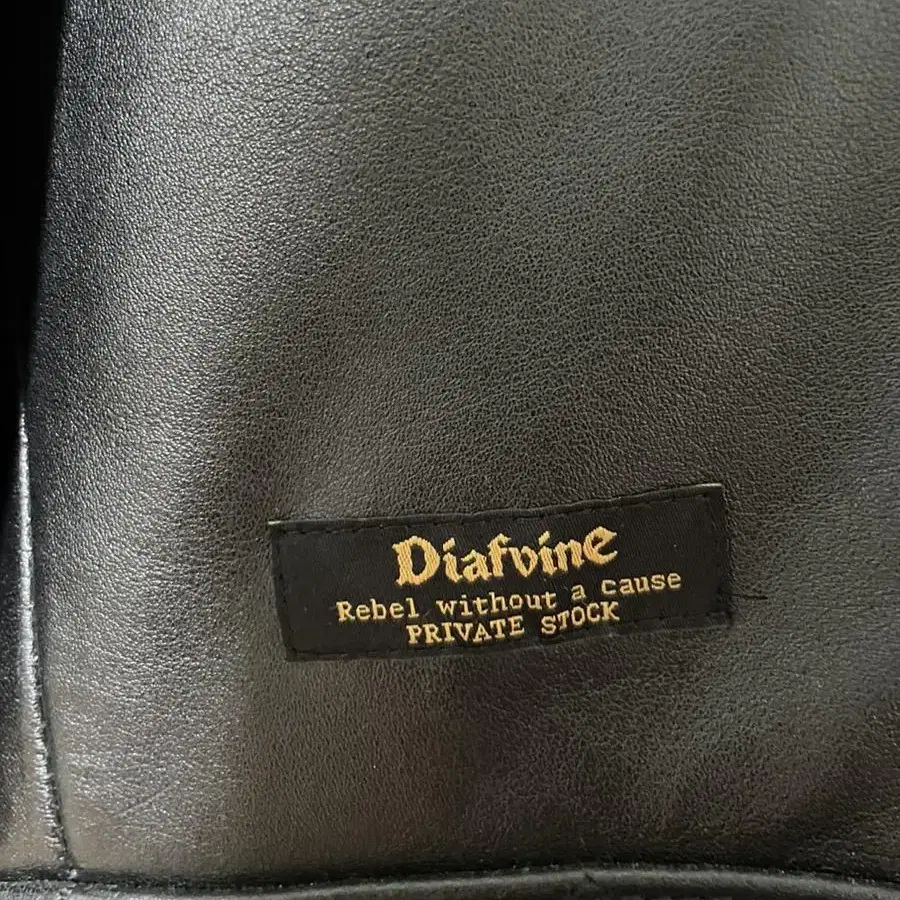 Diafvine
Rebel without a cause
PRIVATE STOCK